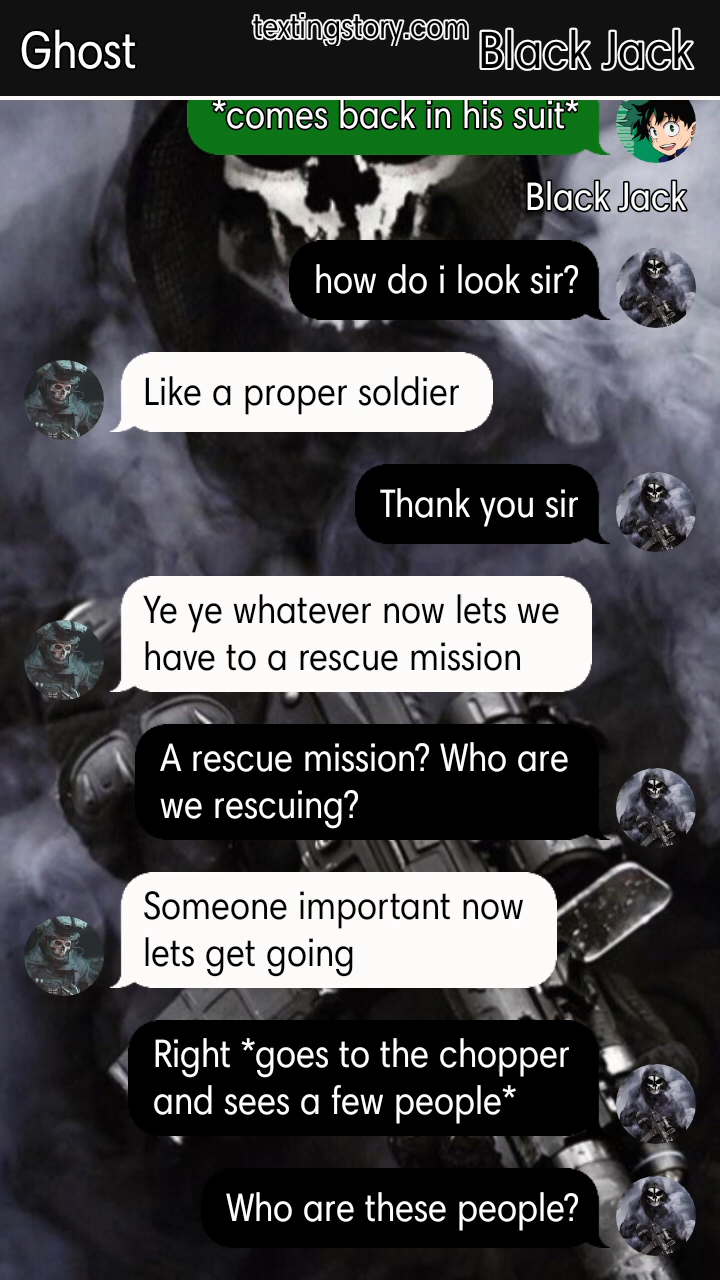 textingstory.com
Ghost
Black Jack
*comes back in his suit*
Black Jack
how do i look sir?
Like a proper soldier
Thank you sir
Ye ye whatever now lets we
have to a rescue mission
A rescue mission? Who are
we rescuing?
Someone important now
lets get going
Right *goes to the chopper
and sees a few people*
Who are these people?